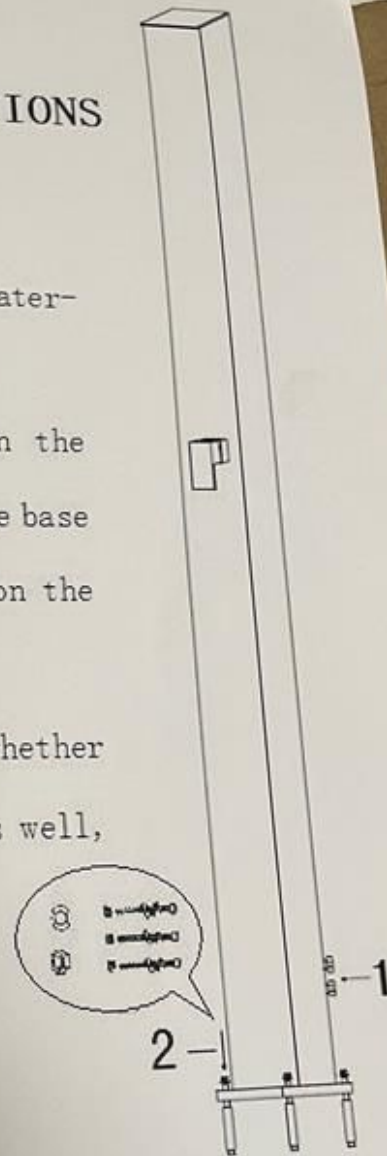 IONS
ater-
n the
e base
on the
hether
well,
1
2